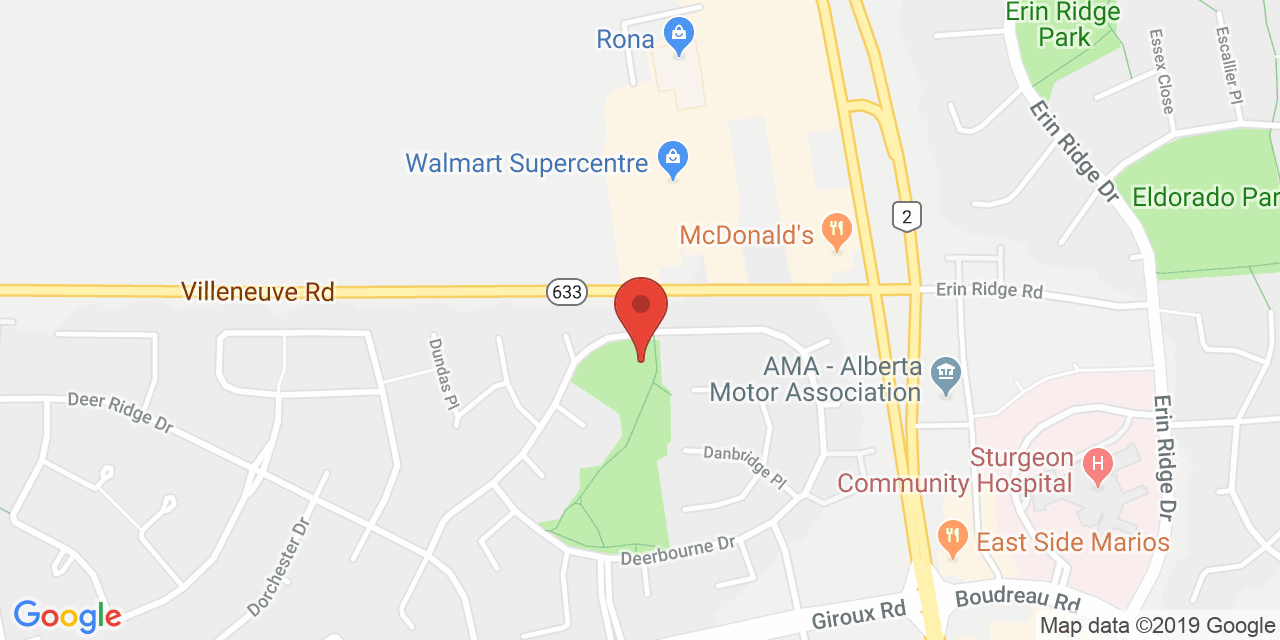 Rona
Erin Ridge
Park
Essex Close
Escallier Pl
Erin Ridge Dr
Walmart Supercentre
Eldorado Par
2
McDonald's
Villeneuve Rd
633
Erin Ridge Rd
Dundas Pl
AMA - Alberta
Motor Association
Deer Ridge Dr
Erin Ridge Dr
Danbridge Pl
Sturgeon
Community Hospital
H
Dorchester Dr
Deerbourne Dr
East Side Marios
Giroux Rd
Boudreau Rd
Google
Map data ©2019 Google